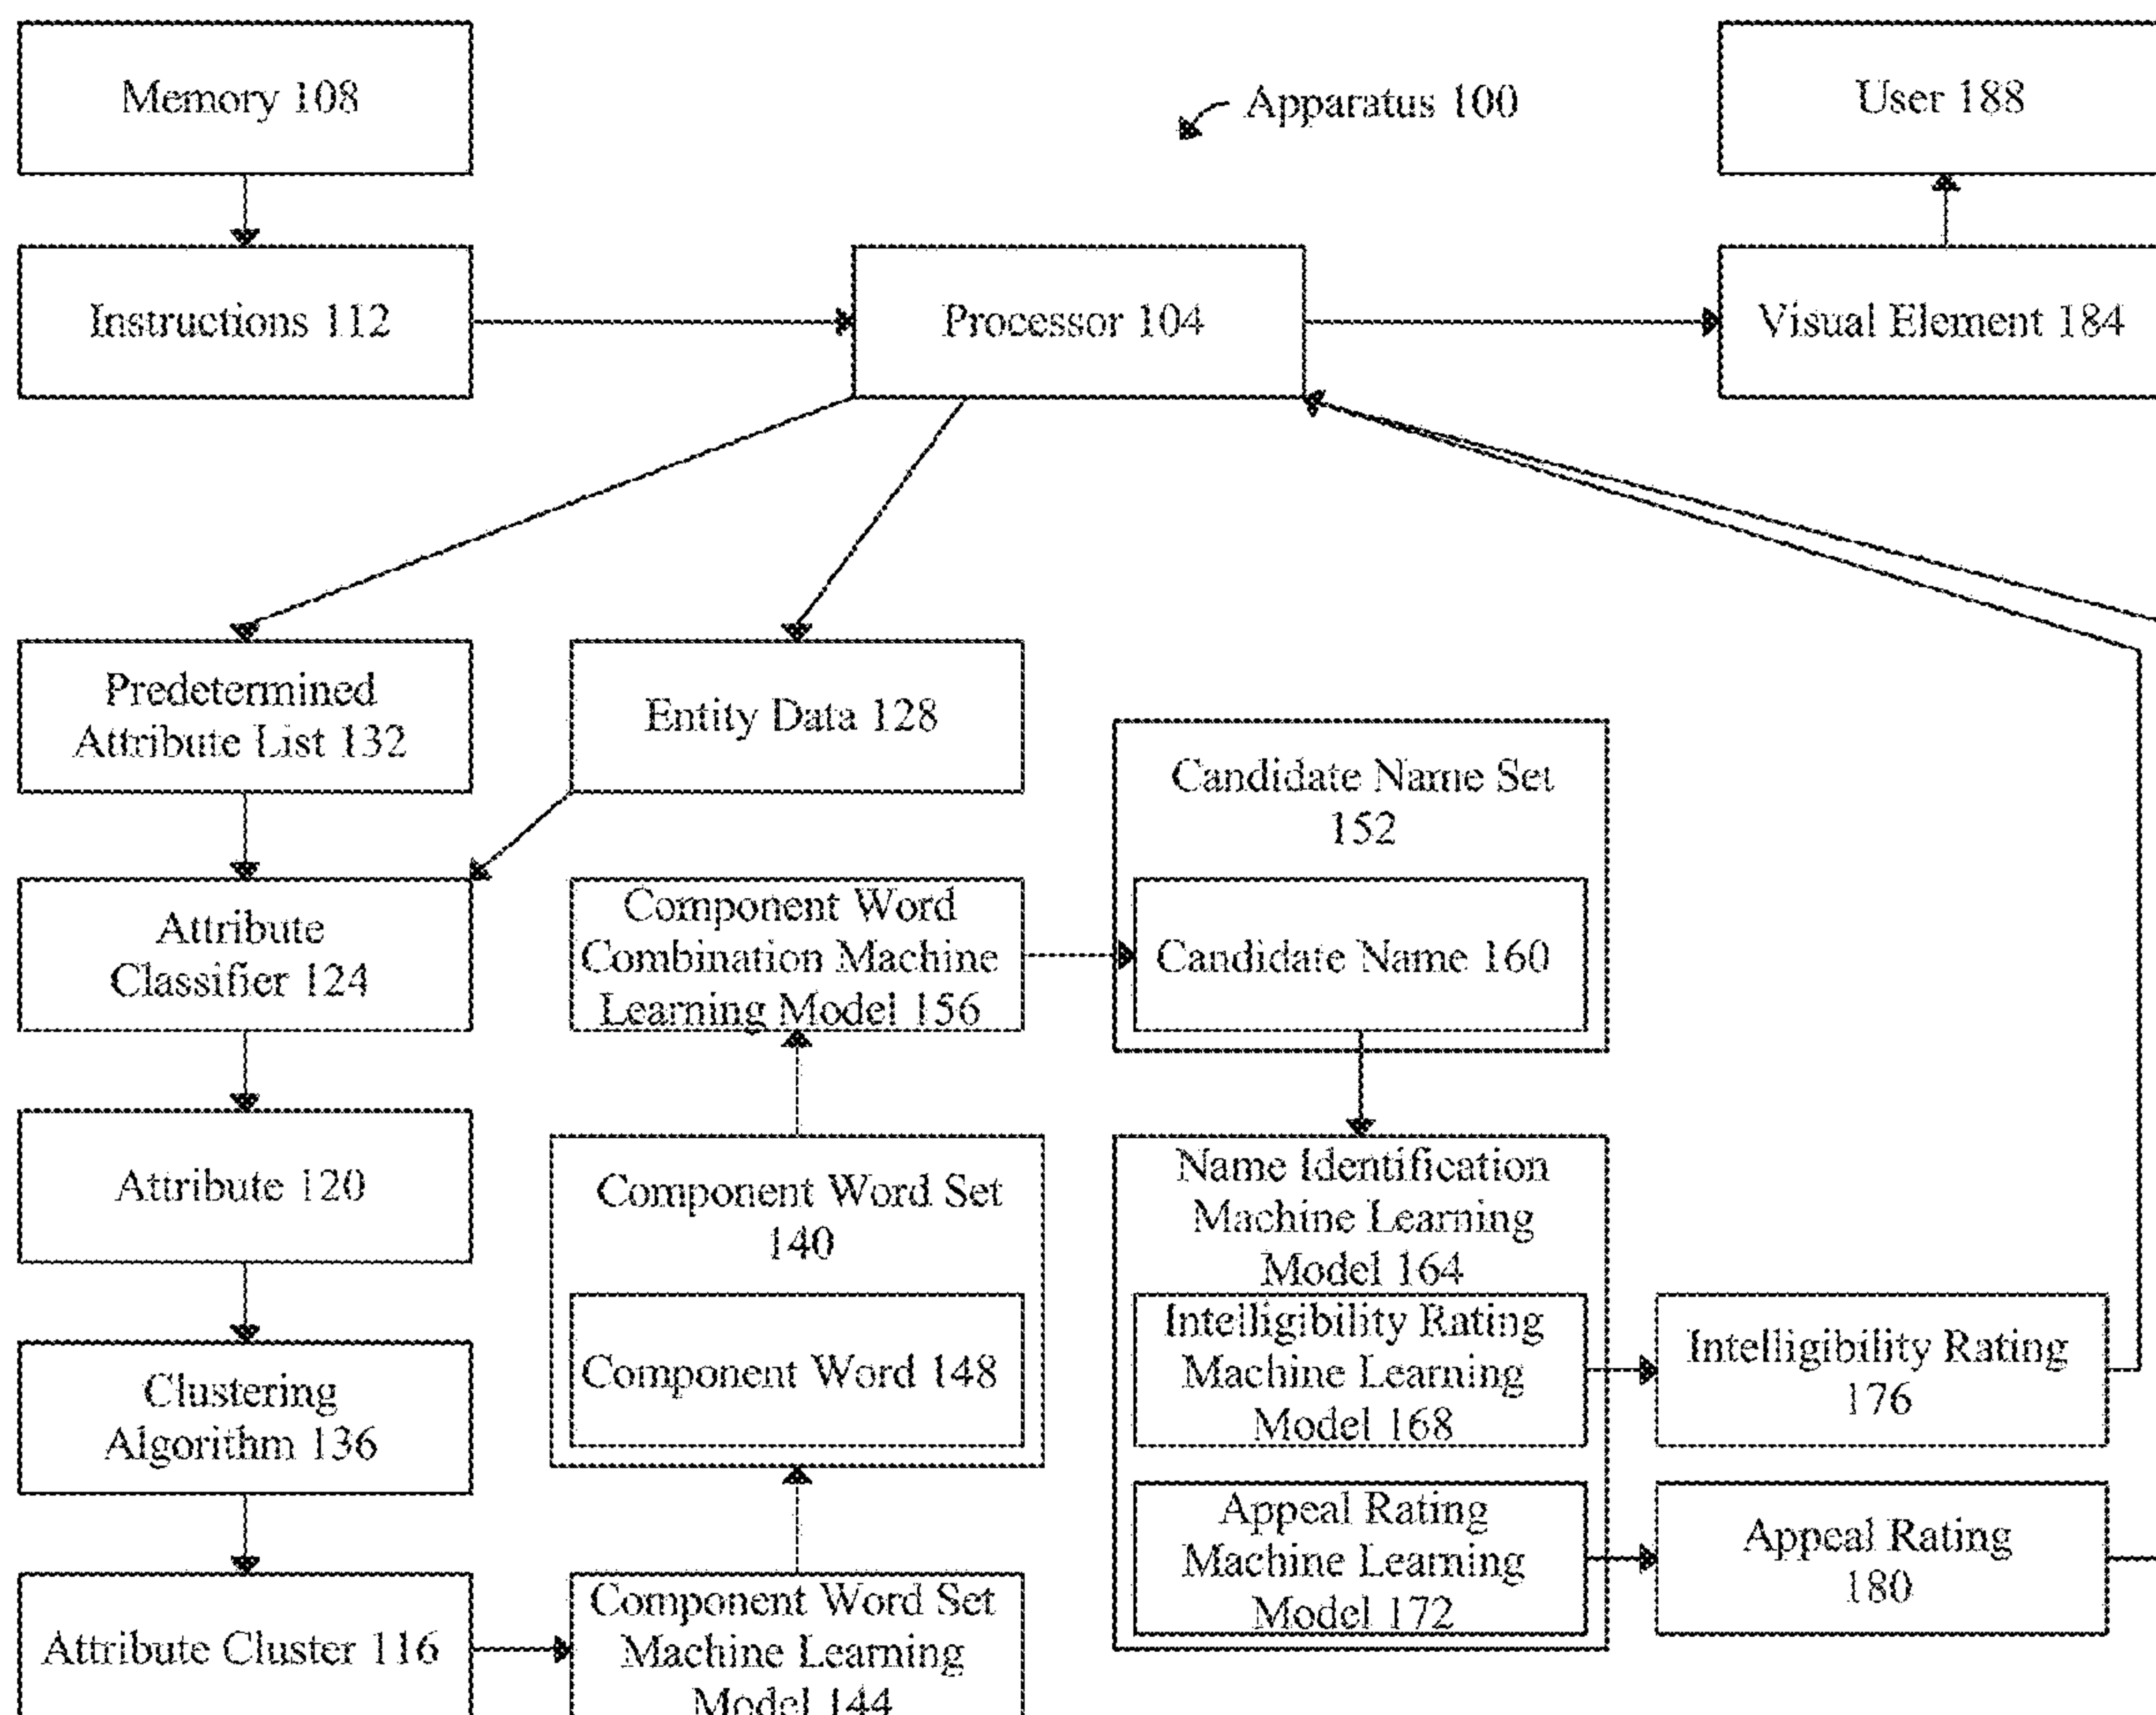 Memory 108
Apparatus 100
User 188
Instructions 112
Processor 104
Visual Element 184
Predetermined
Attribute List 132
Entity Data 128
Candidate Name Set
152
Attribute
Classifier 124
Component Word
Combination Machine
Learning Model 156
Candidate Name 160
Attribute 120
Component Word Set
140
Name Identification
Machine Learning
Model 164
Clustering
Algorithm 136
Component Word 148
Intelligibility Rating
Machine Learning
Model 168
Intelligibility Rating
176
Appeal Rating
Machine Learning
Model 172
Appeal Rating
180
Attribute Cluster 116
Component Word Set
Machine Learning
Model 144